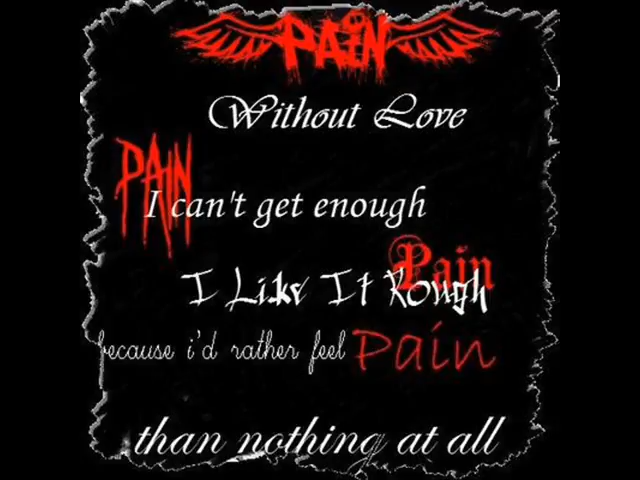 PAIN
Without Love
PAIN
I can't get enough
Pain
I Like It Rough
because i'd rather feel Pain
than nothing at all